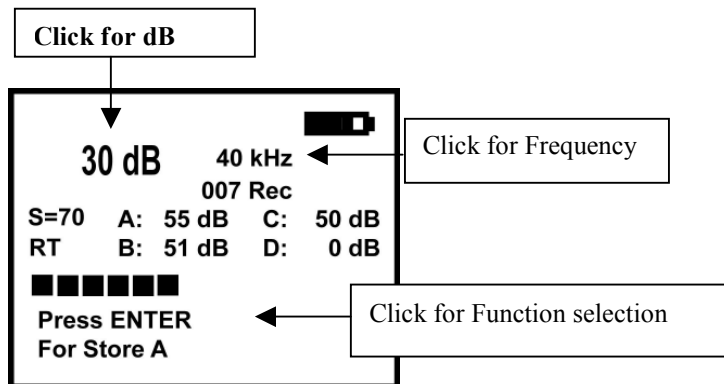 Click for dB
30 dB
40 kHz
Click for Frequency
007 Rec
S=70 A: 55 dB C: 50 dB
RT B: 51 dB D: 0 dB
Press ENTER
For Store A
Click for Function selection